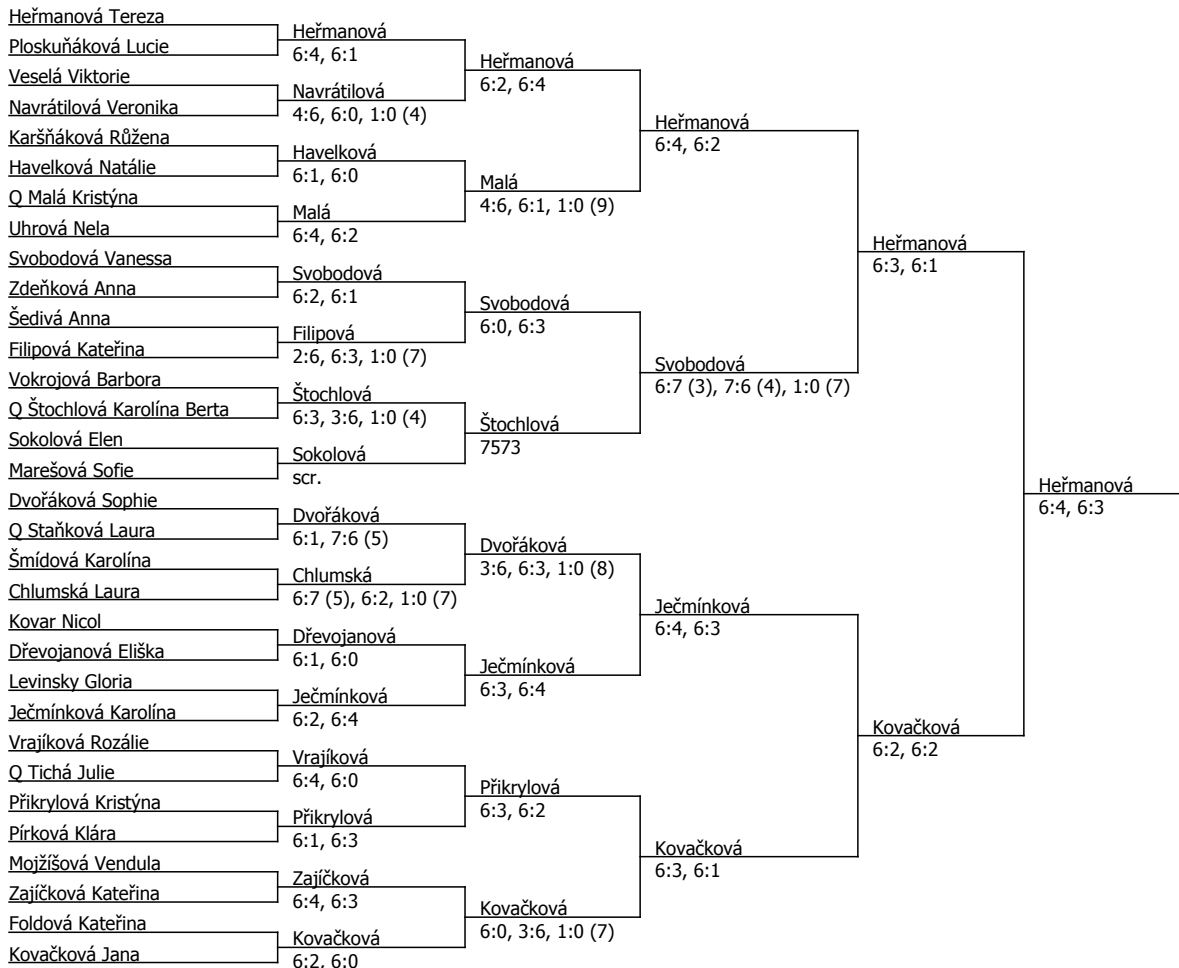 Heřmanová Tereza
Ploskuňáková Lucie
Veselá Viktorie
Navrátilová Veronika
Karšňáková Růžena
Havelková Natálie
Q Malá Kristýna
Uhrová Nela
Svobodová Vanessa
Zdeňková Anna
Šedivá Anna
Filipová Kateřina
Vokrojová Barbora
Q Štochlová Karolína Berta
Sokolová Elen
Marešová Sofie
Dvořáková Sophie
Q Staňková Laura
Šmídová Karolína
Chlumská Laura
Kovar Nicol
Dřevojanová Eliška
Levinsky Gloria
Ječmínková Karolína
Vrajíková Rozálie
Q Tichá Julie
Přikrylová Kristýna
Pírková Klára
Mojžíšová Vendula
Zajíčková Kateřina
Foldová Kateřina
Kovačková Jana
Heřmanová
6:4, 6:1
Navrátilová
4:6, 6:0, 1:0 (4)
Havelková
6:1, 6:0
Malá
6:4, 6:2
Svobodová
6:2, 6:1
Filipová
2:6, 6:3, 1:0 (7)
Štochlová
6:3, 3:6, 1:0 (4)
Sokolová
scr.
Dvořáková
6:1, 7:6 (5)
Chlumská
6:7 (5), 6:2, 1:0 (7)
Dřevojanová
6:1, 6:0
Ječmínková
6:2, 6:4
Vrajíková
6:4, 6:0
Přikrylová
6:1, 6:3
Zajíčková
6:4, 6:3
Kovačková
6:2, 6:0
Heřmanová
6:2, 6:4
Malá
4:6, 6:1, 1:0 (9)
Svobodová
6:0, 6:3
Štochlová
7573
Dvořáková
3:6, 6:3, 1:0 (8)
Ječmínková
6:3, 6:4
Přikrylová
6:3, 6:2
Kovačková
6:0, 3:6, 1:0 (7)
Heřmanová
6:4, 6:2
Svobodová
6:7 (3), 7:6 (4), 1:0 (7)
Ječmínková
6:4, 6:3
Kovačková
6:3, 6:1
Heřmanová
6:3, 6:1
Kovačková
6:2, 6:2
Heřmanová
6:4, 6:3